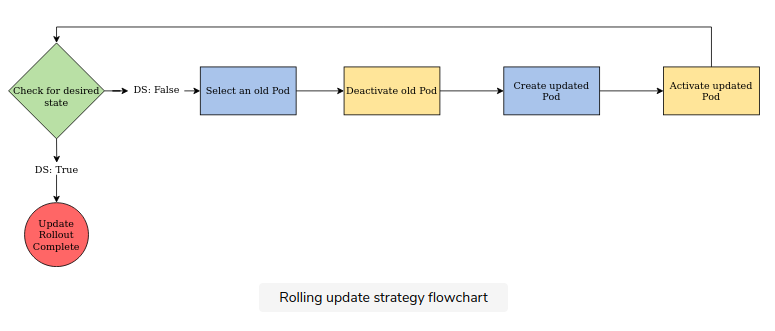 Check for desired
state
DS: False
Select an old Pod
Deactivate old Pod
Create updated
Pod
Activate updated
Pod
DS: True
Update
Rollout
Complete
Rolling update strategy flowchart